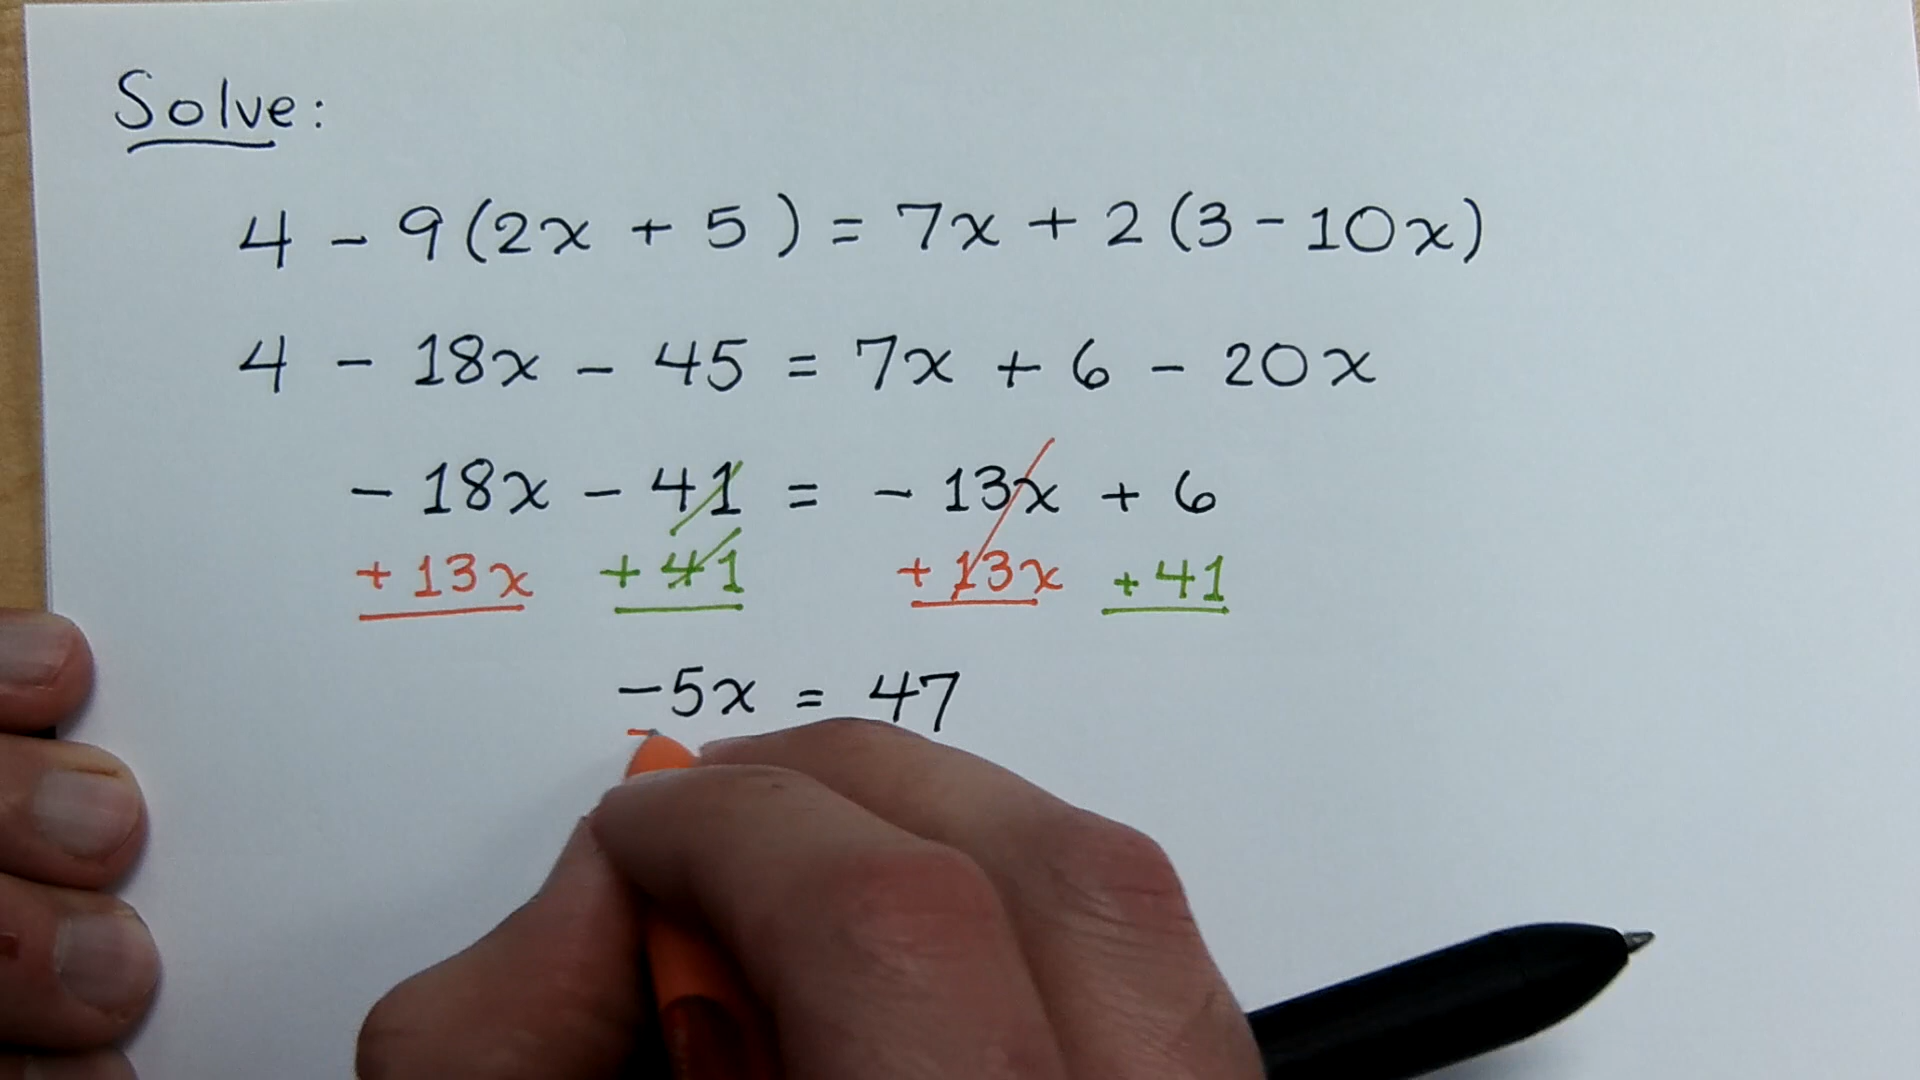 Solve:
4 - 9(2x + 5) = 7x + 2(3 - 10x)
4 - 18x - 45 = 7x + 6 - 20x
- 18x - 41 = - 13x + 6
+ 13x + 41 + 13x + 41
-5x = 47